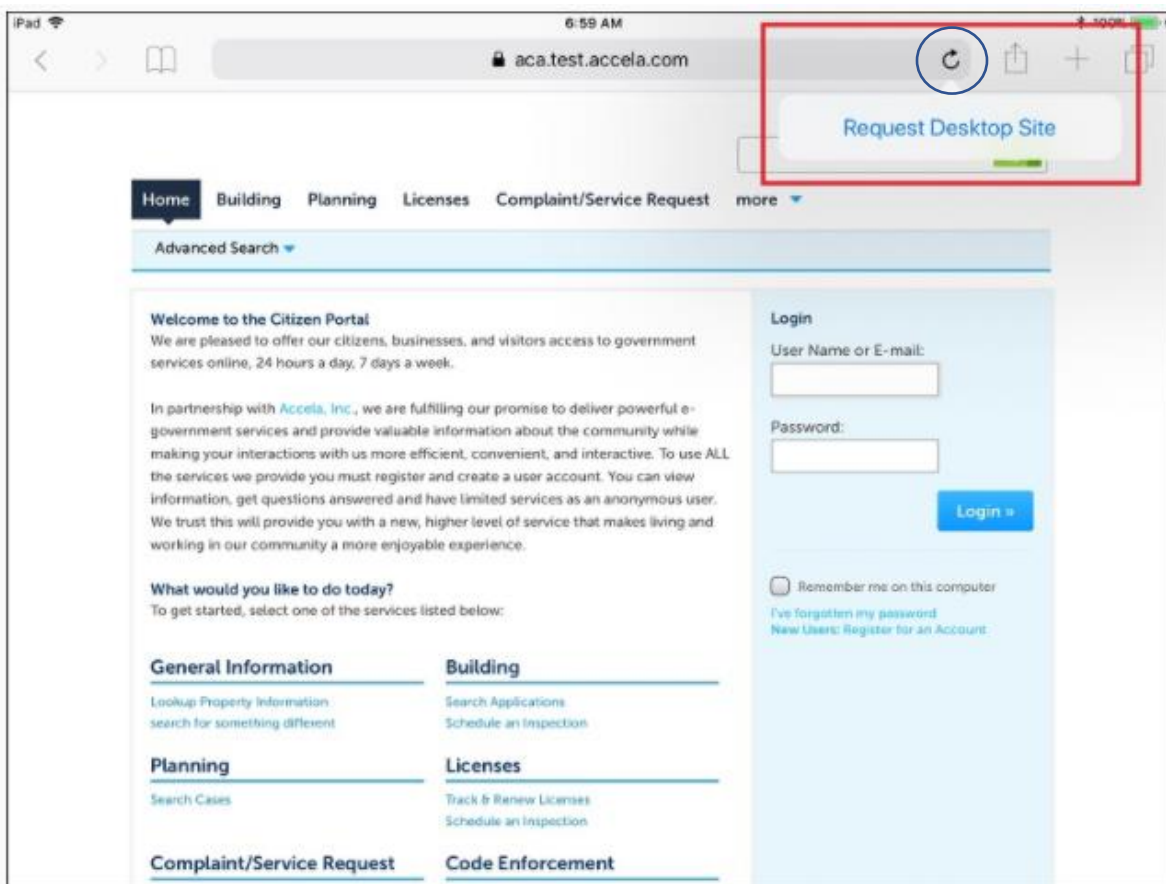 iPad 6:59 AM 100%
aca.test.accela.com
Request Desktop Site
Home Building Planning Licenses Complaint/Service Request more
Advanced Search
Welcome to the Citizen Portal
We are pleased to offer our citizens, businesses, and visitors access to government
services online, 24 hours a day, 7 days a week.
In partnership with Accela, Inc., we are fulfilling our promise to deliver powerful e-
government services and provide valuable information about the community while
making your interactions with us more efficient, convenient, and interactive. To use ALL
the services we provide you must register and create a user account. You can view
information, get questions answered and have limited services as an anonymous user.
We trust this will provide you with a new, higher level of service that makes living and
working in our community a more enjoyable experience.
What would you like to do today?
To get started, select one of the services listed below:
General Information
Lookup Property Information
search for something different
Building
Search Applications
Schedule an Inspection
Planning
Search Cases
Licenses
Track & Renew Licenses
Schedule an Inspection
Complaint/Service Request
Code Enforcement
Login
User Name or E-mail:
Password:
Login »
Remember me on this computer
I've forgotten my password
New Users: Register for an Account